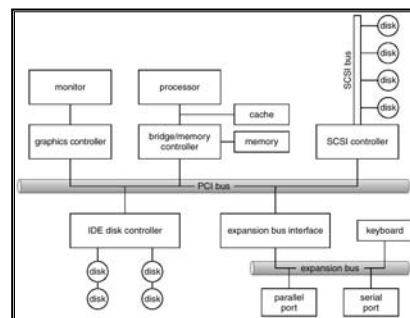 disk
disk
disk
disk
SCSI bus
monitor
processor
cache
graphics controller
bridge/memory
controller
memory
SCSI controller
PCI bus
IDE disk controller
expansion bus interface
keyboard
disk
disk
disk
disk
expansion bus
parallel
port
serial
port